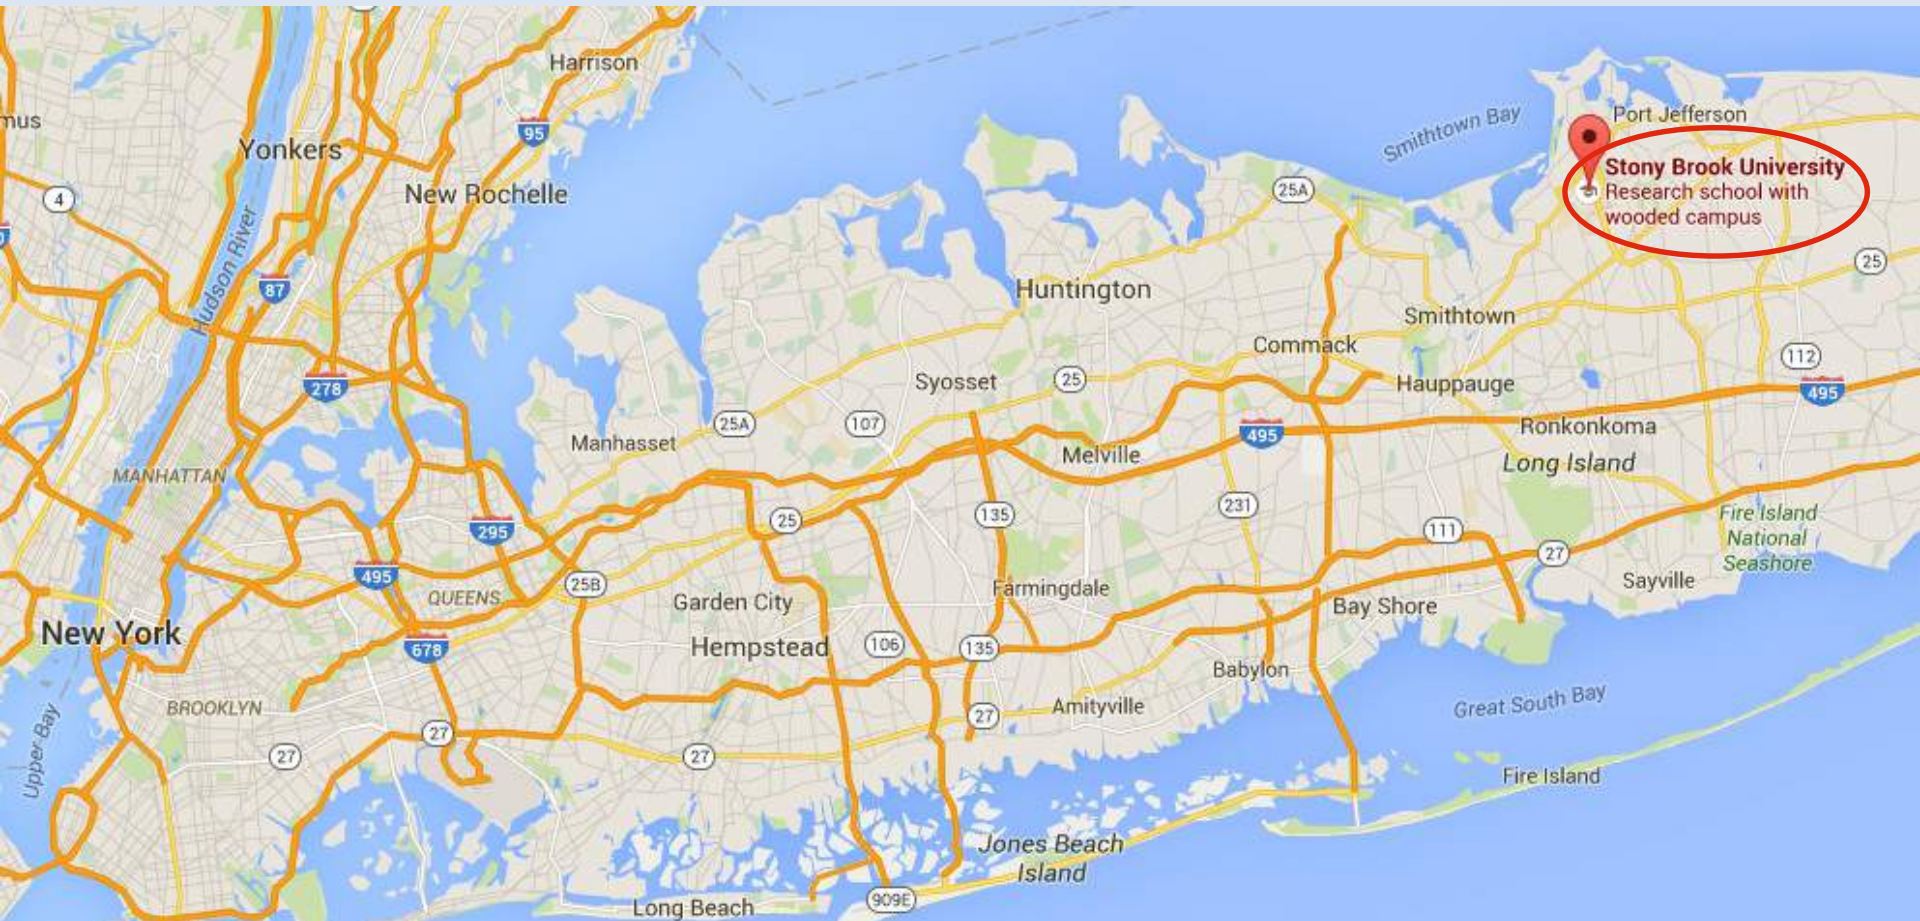 Harrison
mus
Yonkers
95
New Rochelle
4
Hudson River
87
278
Smithtown Bay
Port Jefferson
Stony Brook University
Research school with
wooded campus
25A
25
Huntington
Smithtown
Commack
112
Syosset
25
Hauppauge
495
25A
107
495
Ronkonkoma
Manhasset
Melville
Long Island
MANHATTAN
295
25
135
231
111
Fire Island
National
Seashore
27
495
25B
QUEENS
Farmingdale
Sayville
Garden City
Bay Shore
New York
678
Hempstead
106
135
Babylon
BROOKLYN
Upper Bay
27
27
27
27
Amityville
Great South Bay
Fire Island
Jones Beach
Island
909E
Long Beach